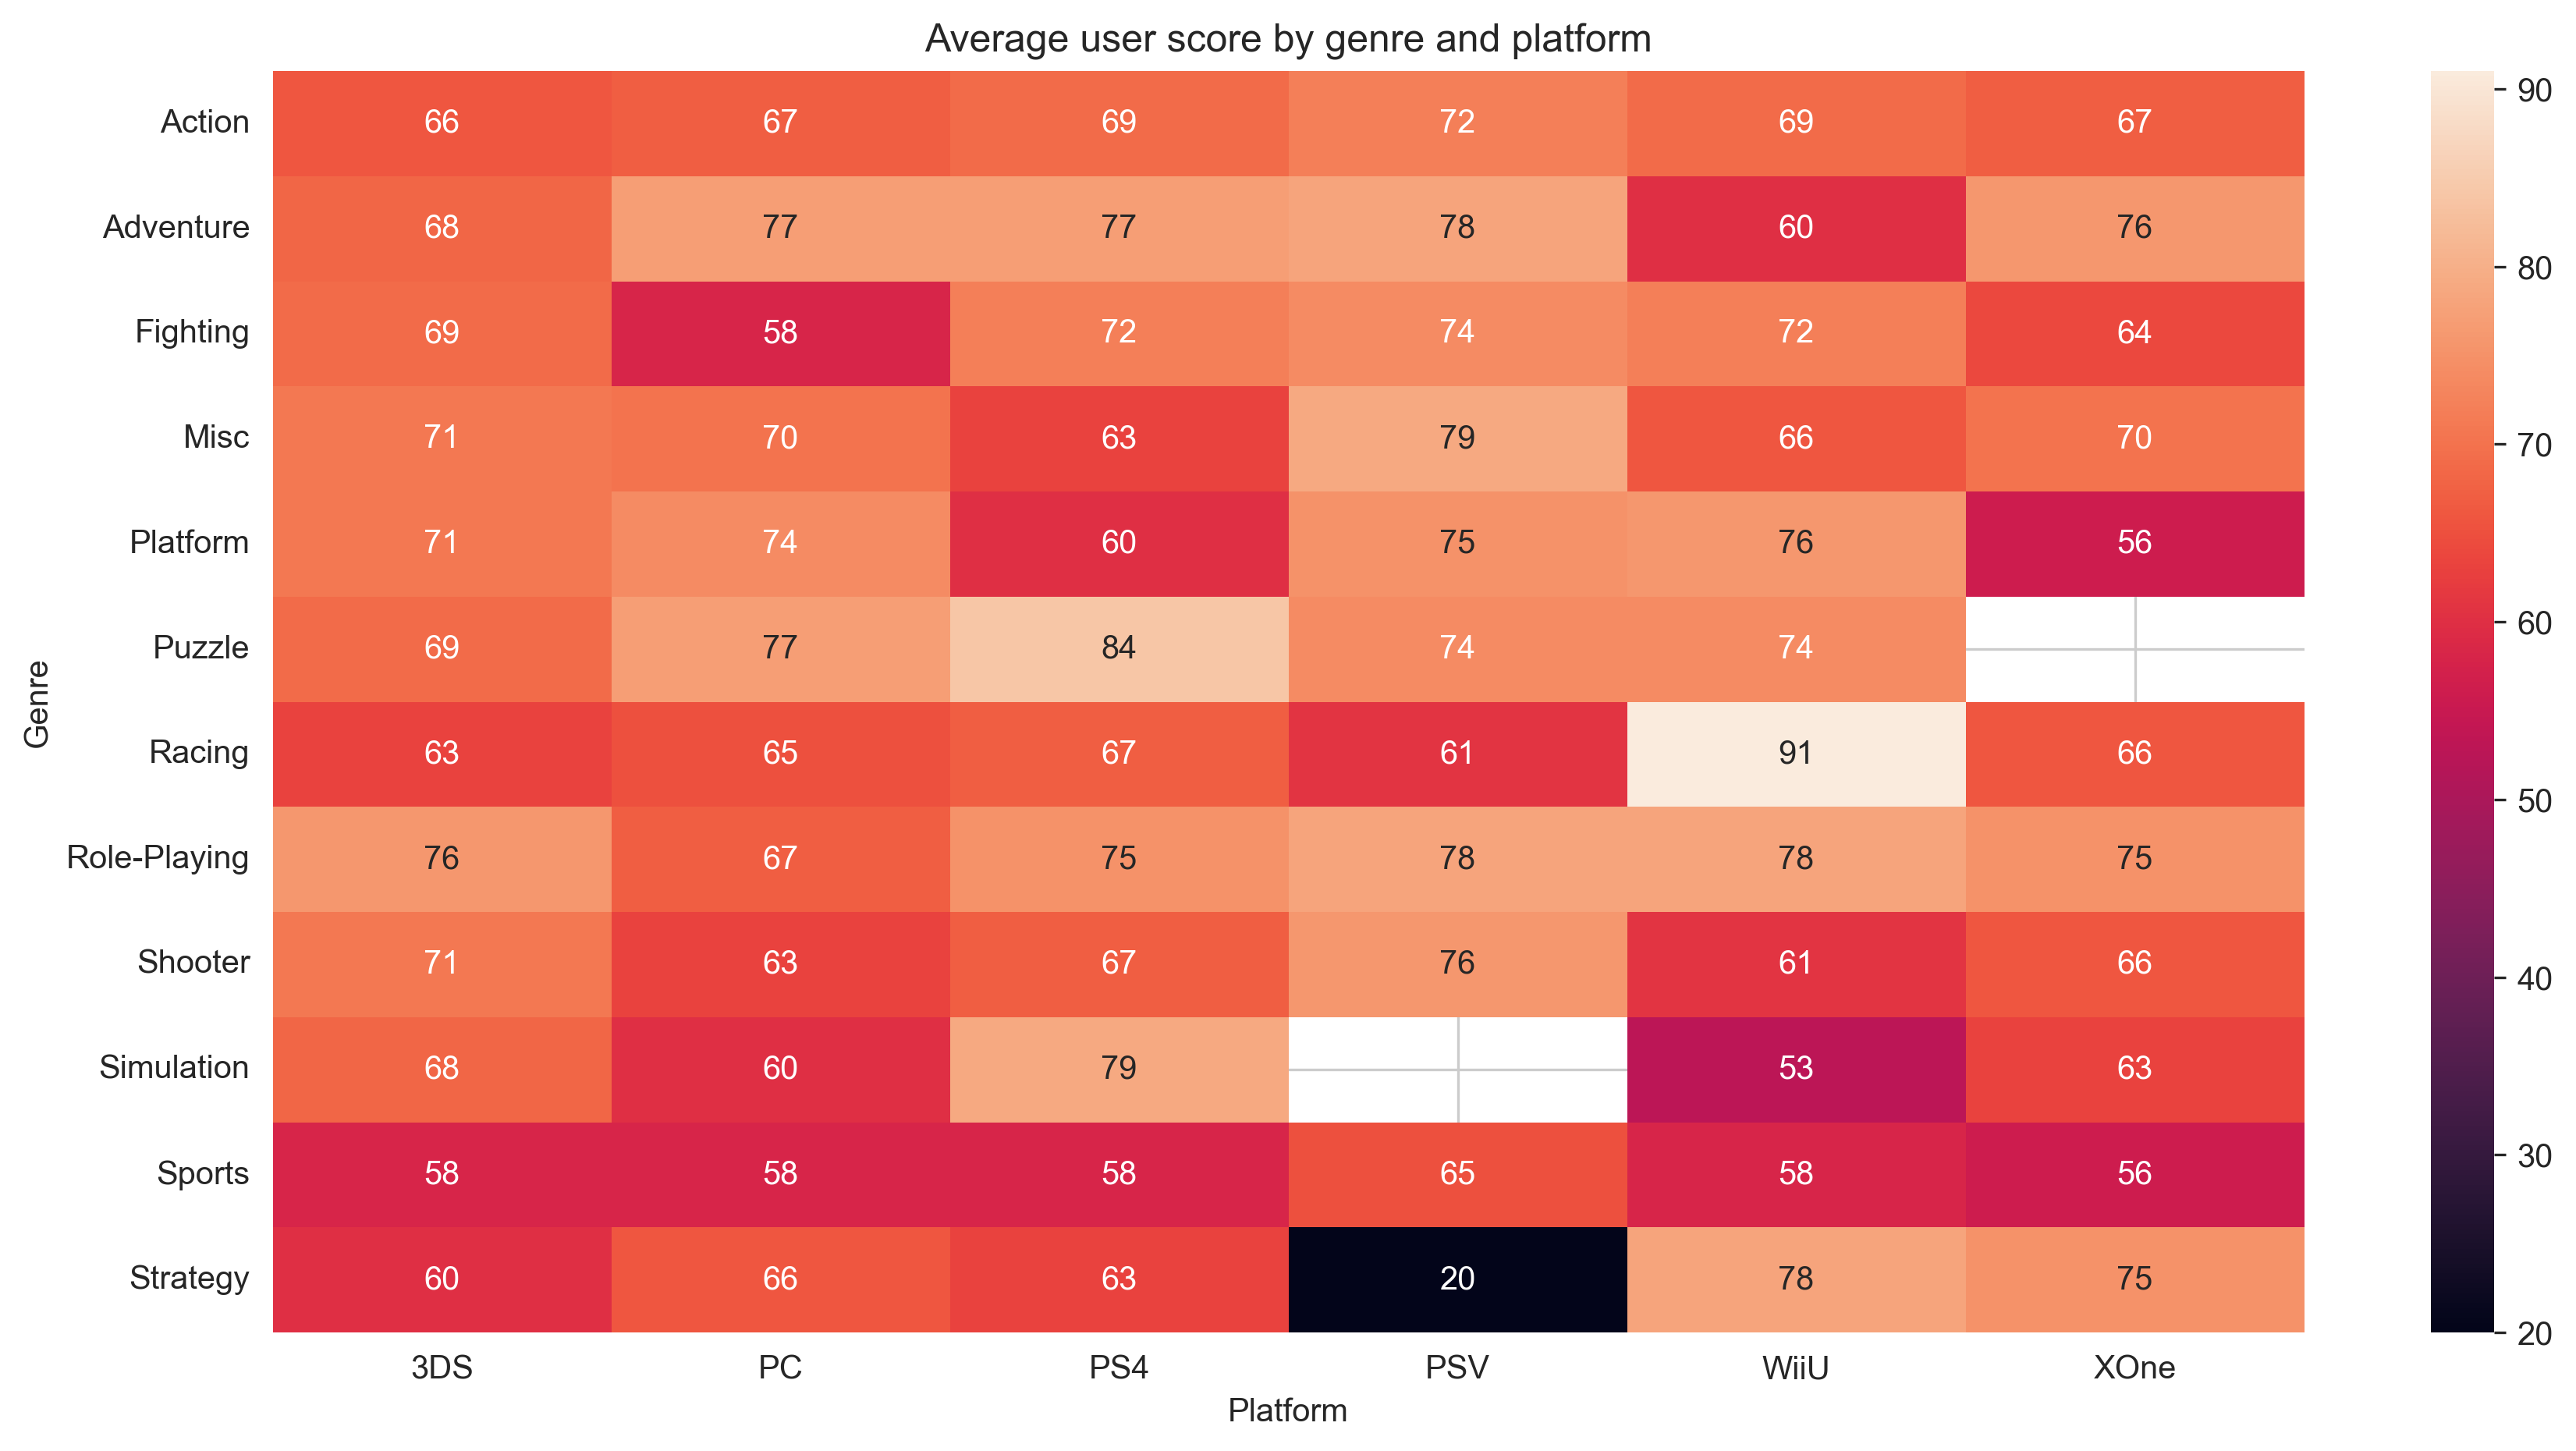 Average user score by genre and platform
Genre
Action 66 67 69 72 69 67
Adventure 68 77 77 78 60 76
Fighting 69 58 72 74 72 64
Misc 71 70 63 79 66 70
Platform 71 74 60 75 76 56
Puzzle 69 77 84 74 74
Racing 63 65 67 61 91 66
Role-Playing 76 67 75 78 78 75
Shooter 71 63 67 76 61 66
Simulation 68 60 79 53 63
Sports 58 58 58 65 58 56
Strategy 60 66 63 20 78 75
3DS PC PS4 PSV WiiU XOne
Platform
90
80
70
60
50
40
30
20